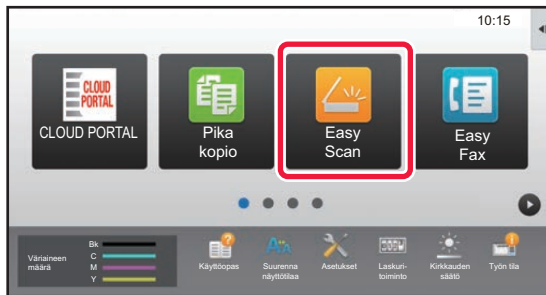 10:15
CLOUD
PORTAL
CLOUD PORTAL
Pika
kopio
Easy
Scan
Easy
Fax
Väriaineen
määrä
Bk
C
M
Y
Käyttöopas
Suurenna
näyttötilaa
Asetukset
Laskuri-
toiminto
Kirkkauden
säätö
Työn tila